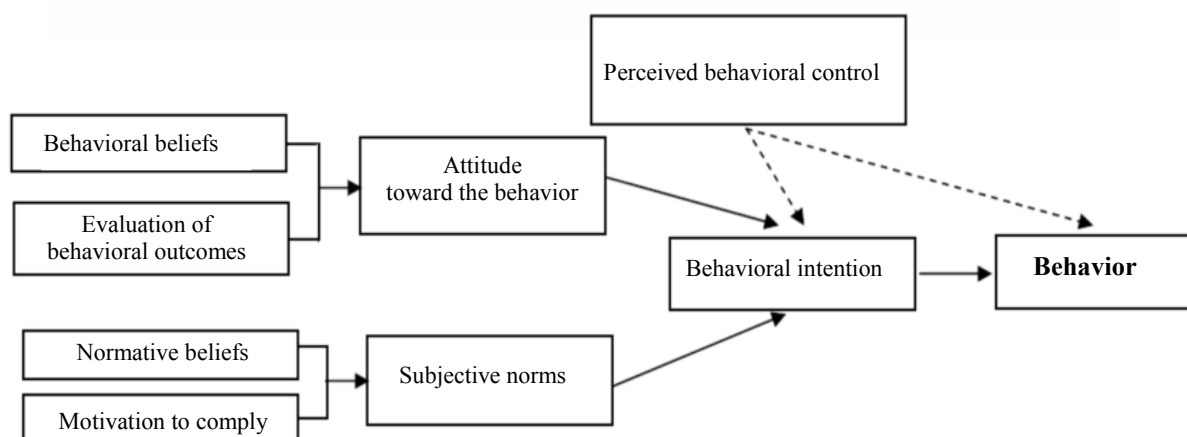 Perceived behavioral control
Behavioral beliefs
Attitude
toward the behavior
Evaluation of
behavioral outcomes
Behavioral intention
Behavior
Normative beliefs
Subjective norms
Motivation to comply